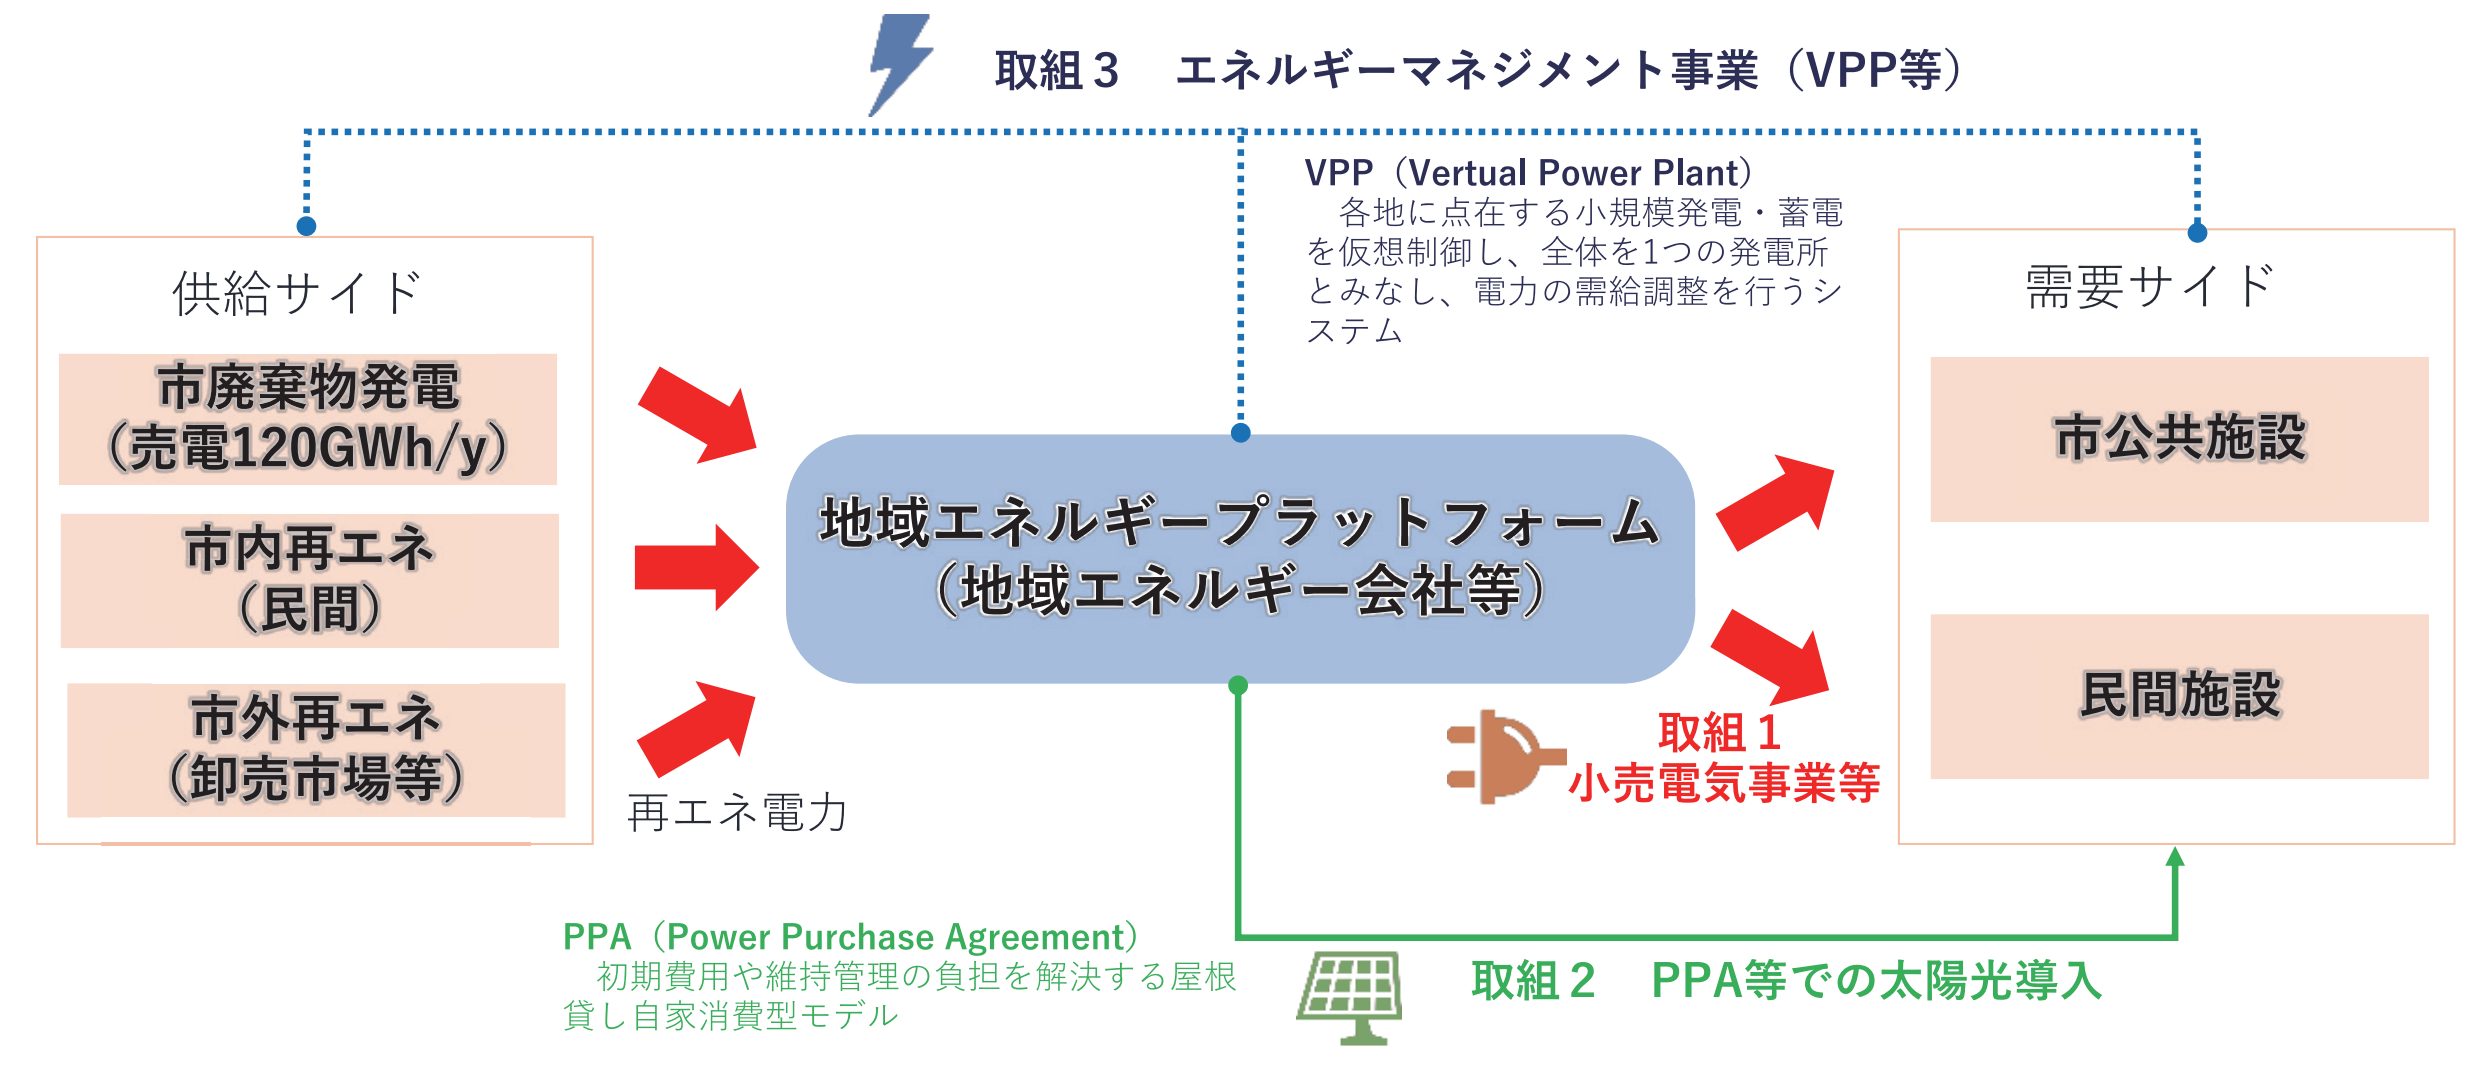 取組３　エネルギーマネジメント事業（VPP等）
VPP（Vertual Power Plant）
各地に点在する小規模発電・蓄電
を仮想制御し、全体を1つの発電所
とみなし、電力の需給調整を行うシ
ステム
供給サイド
市廃棄物発電
（売電120GWh/y）
市内再エネ
（民間）
市外再エネ
（卸売市場等）
再エネ電力
地域エネルギープラットフォーム
（地域エネルギー会社等）
需要サイド
市公共施設
民間施設
取組１
小売電気事業等
PPA（Power Purchase Agreement）
初期費用や維持管理の負担を解決する屋根
貸し自家消費型モデル
取組２　PPA等での太陽光導入